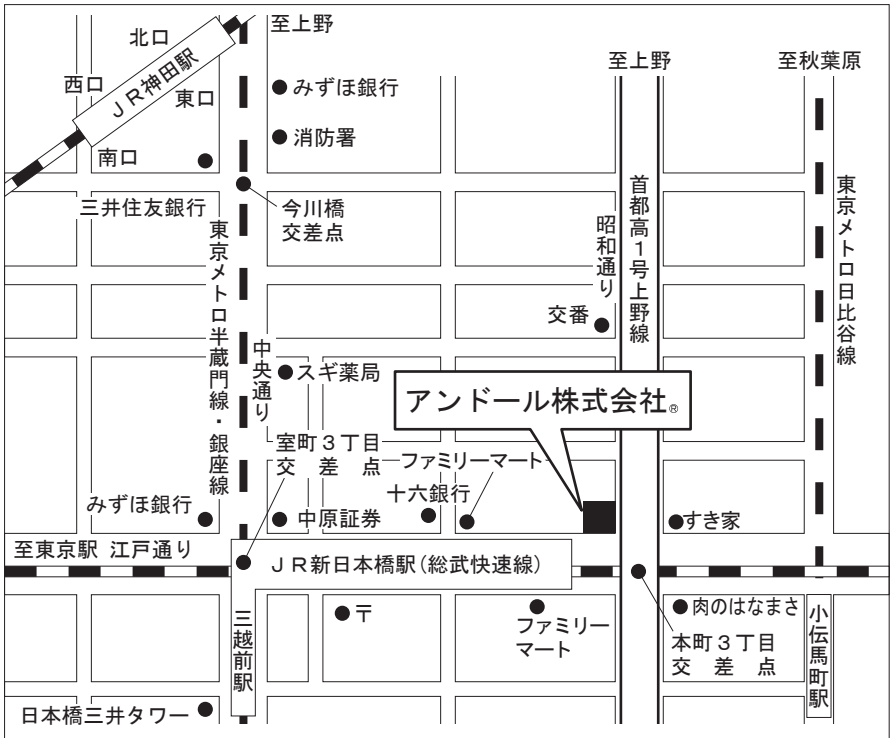 至上野
北口
JR神田駅
西口
東口
南口
みずほ銀行
消防署
至上野
至秋葉原
三井住友銀行
今川橋
交差点
東京メトロ半蔵門線・銀座線
昭和通り
首都高1号上野線
東京メトロ日比谷線
交番
中央通り
スギ薬局
アンドール株式会社®
室町3丁目
交差点
ファミリーマート
十六銀行
みずほ銀行
中原証券
すき家
至東京駅 江戸通り
JR新日本橋駅(総武快速線)
三越前駅
〒
ファミリー
マート
肉のはなまさ
本町3丁目
交差点
小伝馬町駅
日本橋三井タワー